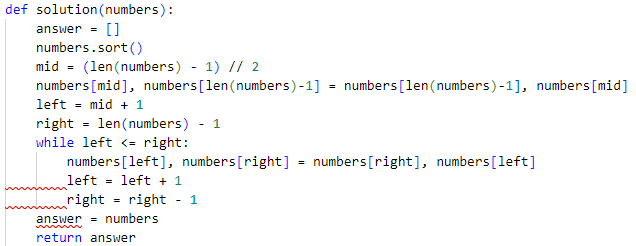 def solution(numbers):
    answer = []
    numbers.sort()
    mid = (len(numbers) - 1) // 2
    numbers[mid], numbers[len(numbers)-1] = numbers[len(numbers)-1], numbers[mid]
    left = mid + 1
    right = len(numbers) - 1
    while left <= right:
        numbers[left], numbers[right] = numbers[right], numbers[left]
        left = left + 1
        right = right - 1
    answer = numbers
    return answer